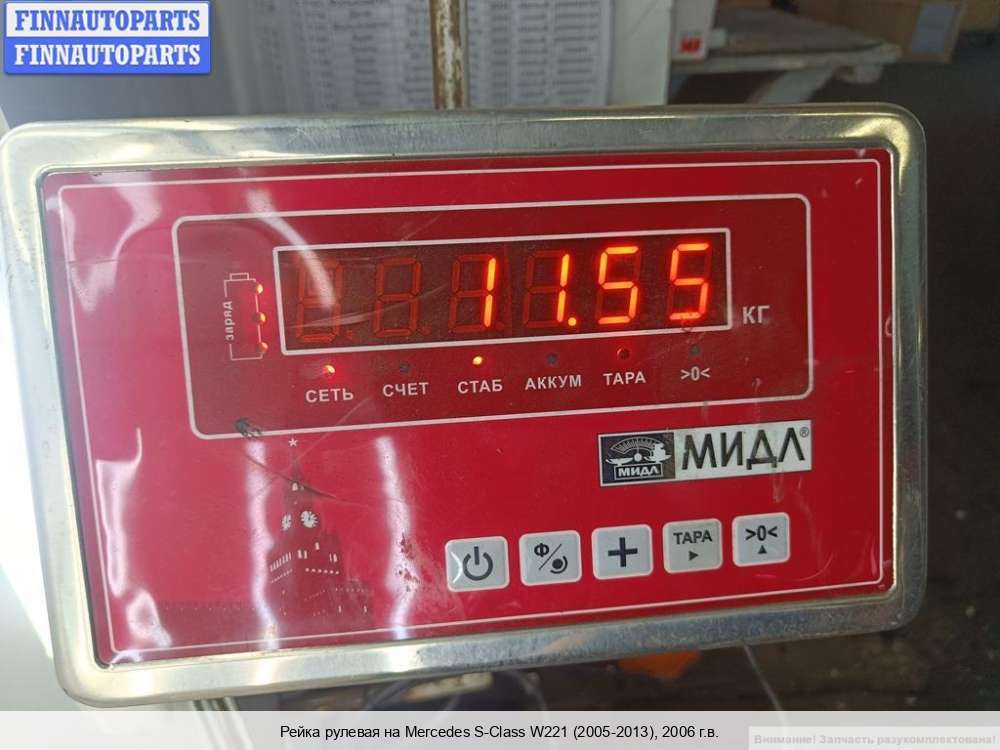 FINNAUTOPARTS
FINNAUTOPARTS
11.55
КГ
заряд
СЕТЬ СЧЕТ СТАБ АККУМ ТАРА >0<
МИДЛ МИДЛ®
Ф ТАРА >0<
Рейка рулевая на Mercedes S-Class W221 (2005-2013), 2006 г.в.
Внимание! Запчасть разукомплектована!